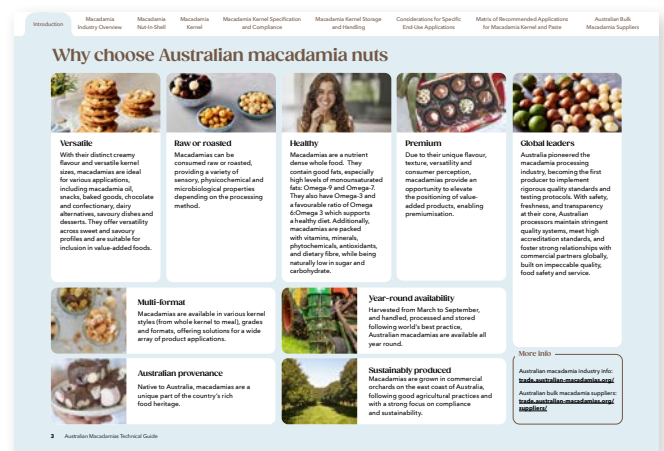 Introduction
Macadamia
Industry Overview
Macadamia
Nut-In-Shell
Macadamia
Kernel
Macadamia Kernel Specification
and Compliance
Macadamia Kernel Storage
and Handling
Considerations for Specific
End-Use Applications
Matrix of Recommended Applications
for Macadamia Kernel and Paste
Australian Bulk
Macadamia Suppliers
Why choose Australian macadamia nuts
Versatile
With their distinct creamy
flavour and versatile kernel
sizes, macadamias are ideal
for various applications,
including macadamia oil,
snacks, baked goods, chocolate
and confectionery, dairy
alternatives, savoury dishes and
desserts. They offer versatility
across sweet and savoury
profiles and are suitable for
inclusion in value-added foods.
Raw or roasted
Macadamias can be
consumed raw or roasted,
providing a variety of
sensory, physicochemical and
microbiological properties
depending on the processing
method.
Healthy
Macadamias are a nutrient
dense whole food. They
contain good fats, especially
high levels of monounsaturated
fats: Omega-9 and Omega-7.
They also have Omega-3 and
a favourable ratio of Omega
6:Omega 3 which supports
a healthy diet. Additionally,
macadamias are packed
with vitamins, minerals,
phytochemicals, antioxidants,
and dietary fibre, while being
naturally low in sugar and
carbohydrate.
Premium
Due to their unique flavour,
texture, versatility and
consumer perception,
macadamias provide an
opportunity to elevate
the positioning of value-
added products, enabling
premiumisation.
Global leaders
Australia pioneered the
macadamia processing
industry, becoming the first
producer to implement
rigorous quality standards and
testing protocols. With safety,
freshness, and transparency
at their core, Australian
processors maintain stringent
quality systems, meet high
accreditation standards, and
foster strong relationships with
commercial partners globally,
built on impeccable quality,
food safety and service.
Multi-format
Macadamias are available in various kernel
styles (from whole kernel to meal), grades
and formats, offering solutions for a wide
array of product applications.
Year-round availability
Harvested from March to September,
and handled, processed and stored
following world's best practice,
Australian macadamias are available all
year round.
Australian provenance
Native to Australia, macadamias are a
unique part of the country's rich
food heritage.
Sustainably produced
Macadamias are grown in commercial
orchards on the east coast of Australia,
following good agricultural practices and
with a strong focus on compliance
and sustainability.
More info
Australian macadamia industry info:
trade.australian-macadamias.org/
Australian bulk macadamia suppliers:
trade.australian-macadamias.org/
suppliers/
3 Australian Macadamias Technical Guide